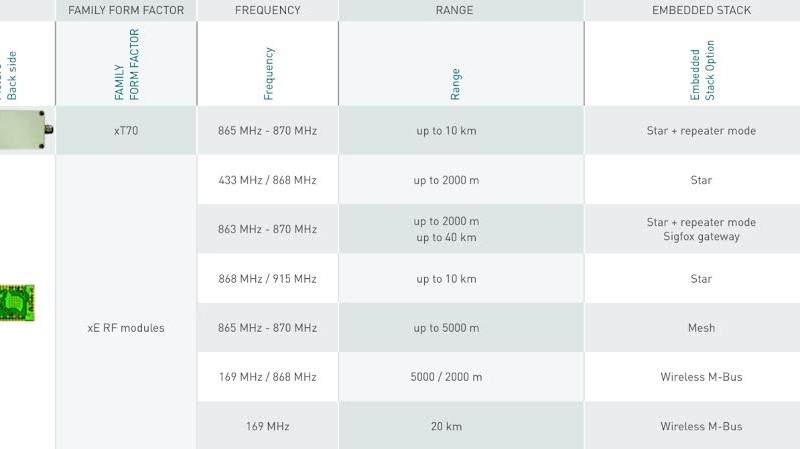 FAMILY FORM FACTOR FREQUENCY RANGE EMBEDDED STACK
Back side
FAMILY
FORM FACTOR
Frequency
Range
Embedded
Stack Option
xT70 865 MHz - 870 MHz up to 10 km Star + repeater mode
433 MHz / 868 MHz up to 2000 m Star
863 MHz - 870 MHz
up to 2000 m
up to 40 km
Star + repeater mode
Sigfox gateway
868 MHz / 915 MHz up to 10 km Star
xE RF modules 865 MHz - 870 MHz up to 5000 m Mesh
169 MHz / 868 MHz 5000 / 2000 m Wireless M-Bus
169 MHz 20 km Wireless M-Bus